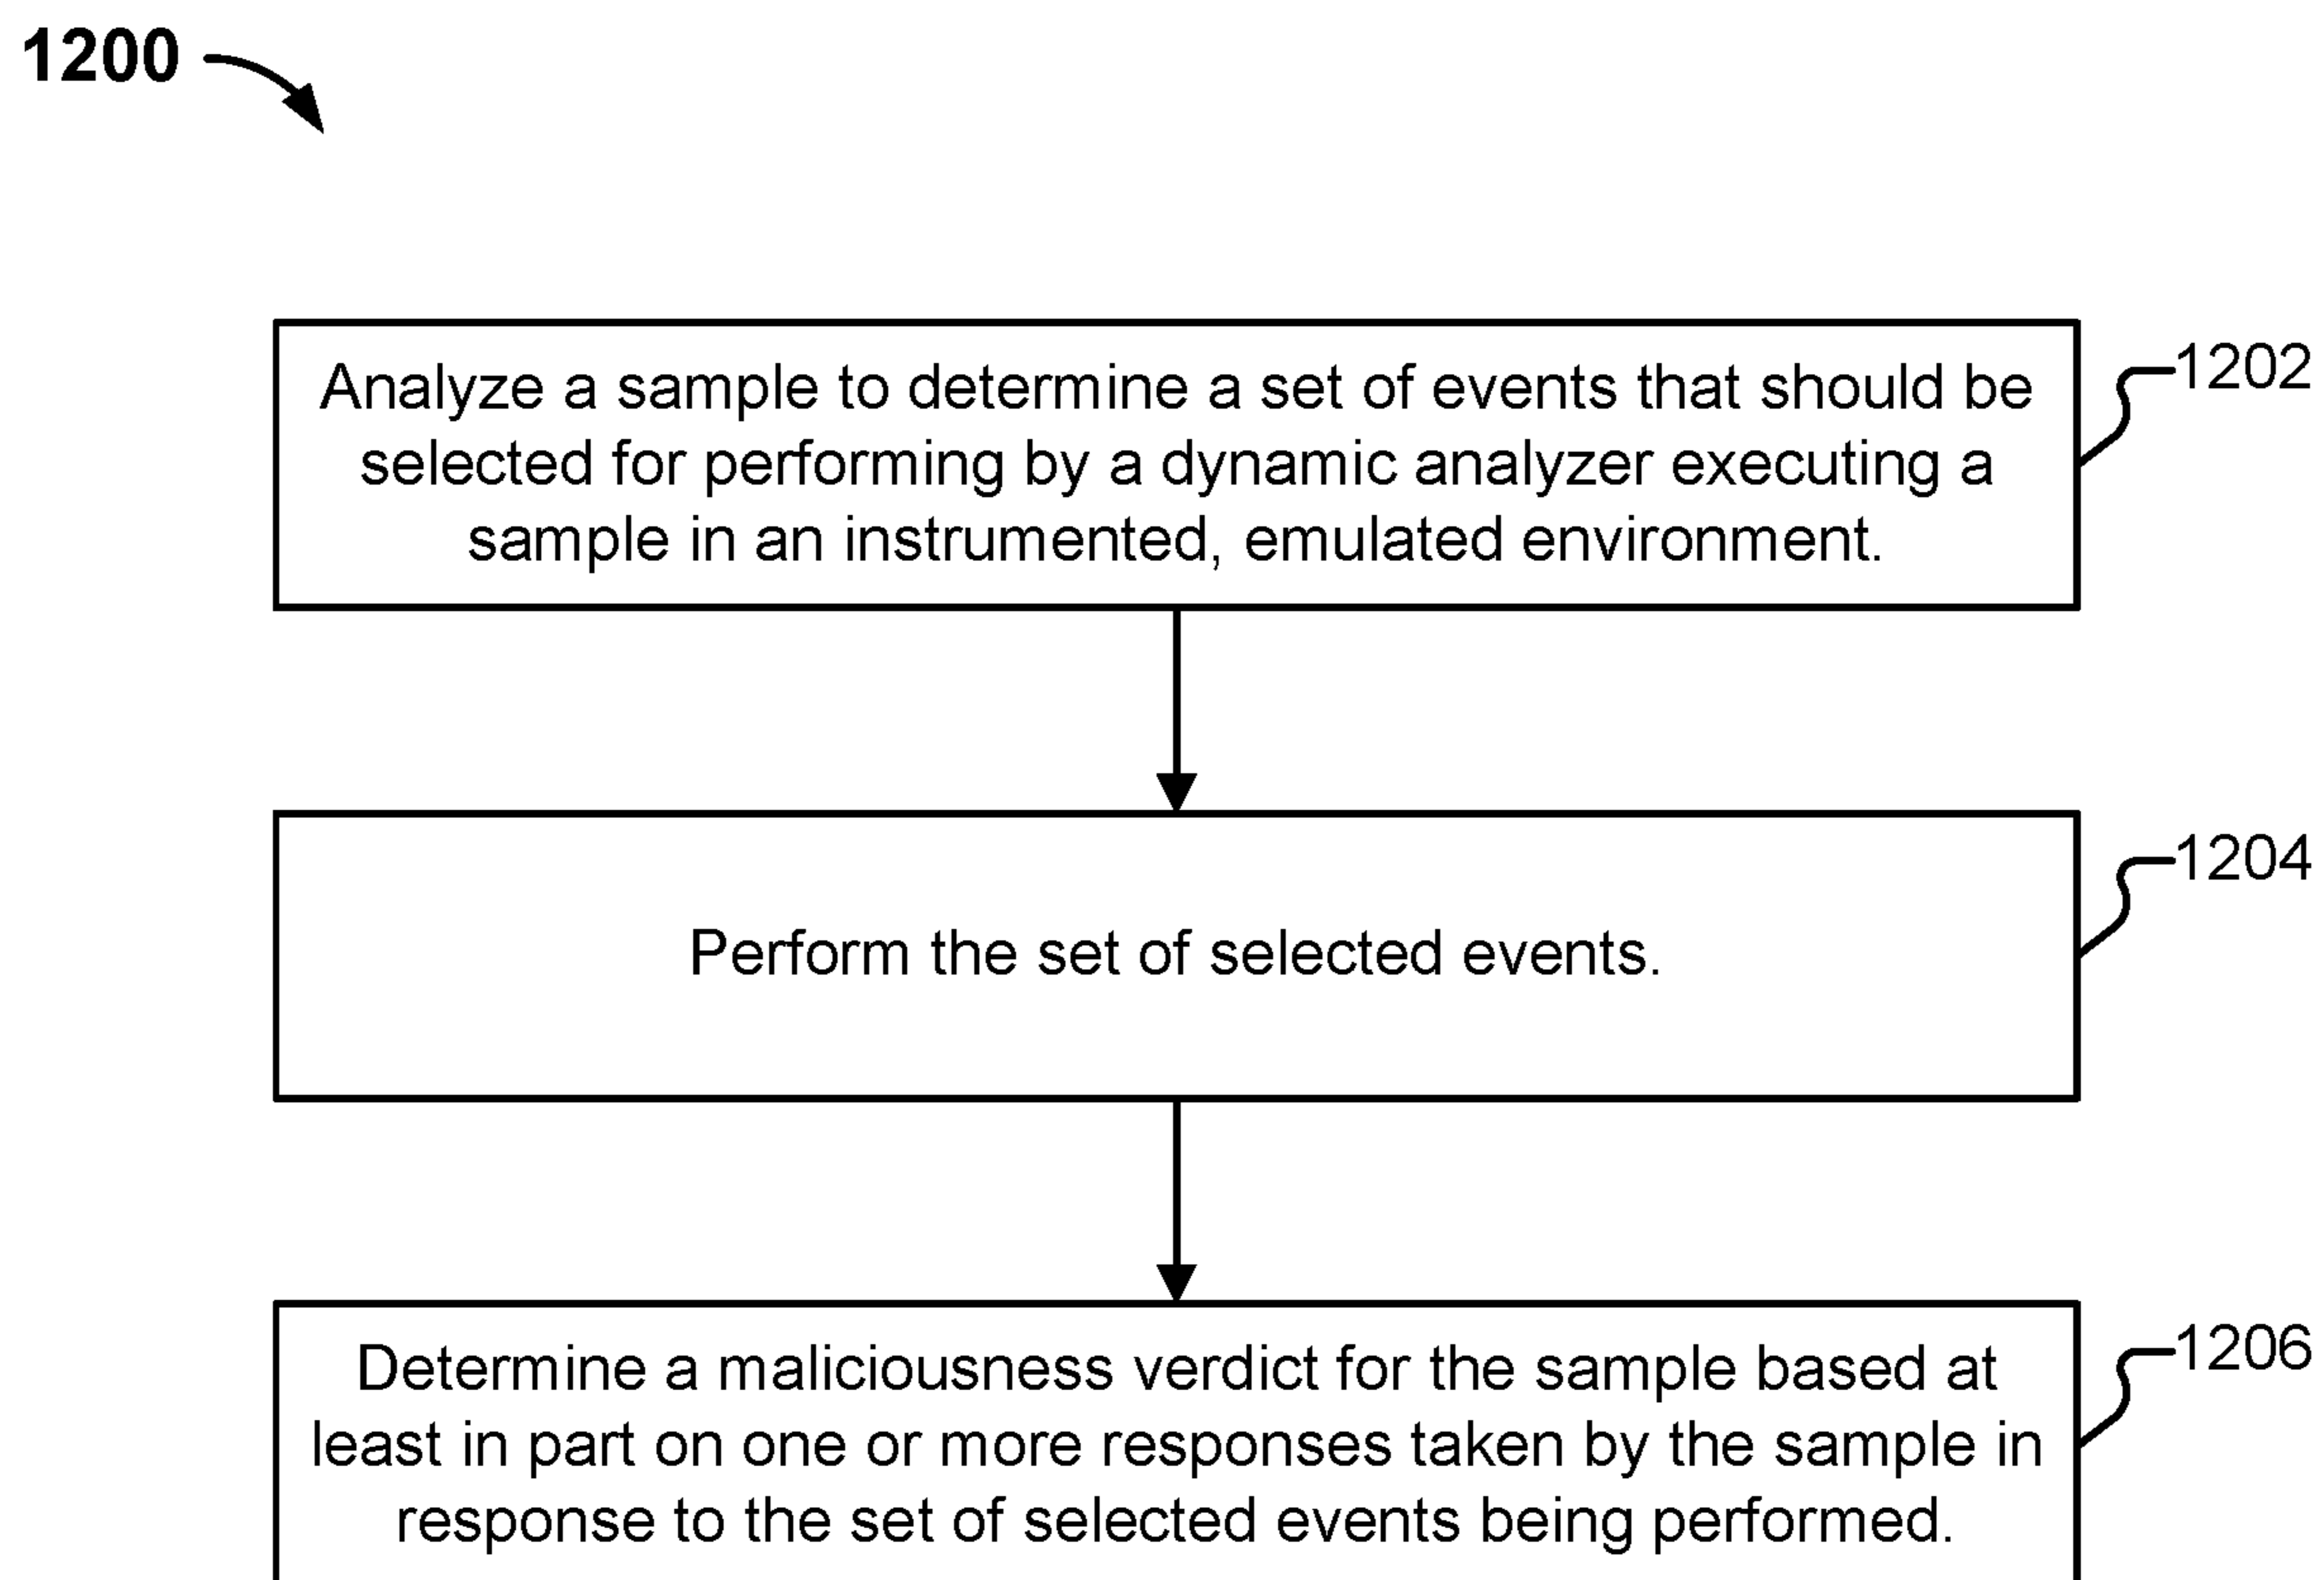 1200
Analyze a sample to determine a set of events that should be
selected for performing by a dynamic analyzer executing a
sample in an instrumented, emulated environment.
1202
Perform the set of selected events.
1204
Determine a maliciousness verdict for the sample based at
least in part on one or more responses taken by the sample in
response to the set of selected events being performed.
1206